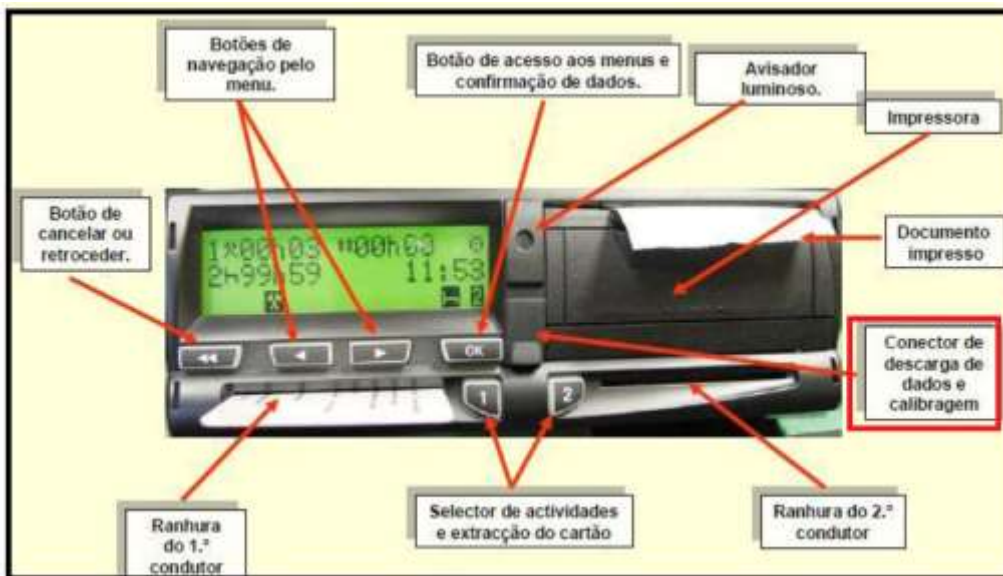 Botões de
navegação pelo
menu.
Botão de acesso aos menus e
confirmação de dados.
Avisador
luminoso.
Impressora
Botão de
cancelar ou
retroceder.
Documento
impresso
1 00h03 00h00
2h99h59 11:53
OK
1 2
Conector de
descarga de
dados e
calibragem
Ranhura
do 1.º
condutor
Selector de actividades
e extracção do cartão
Ranhura do 2.º
condutor